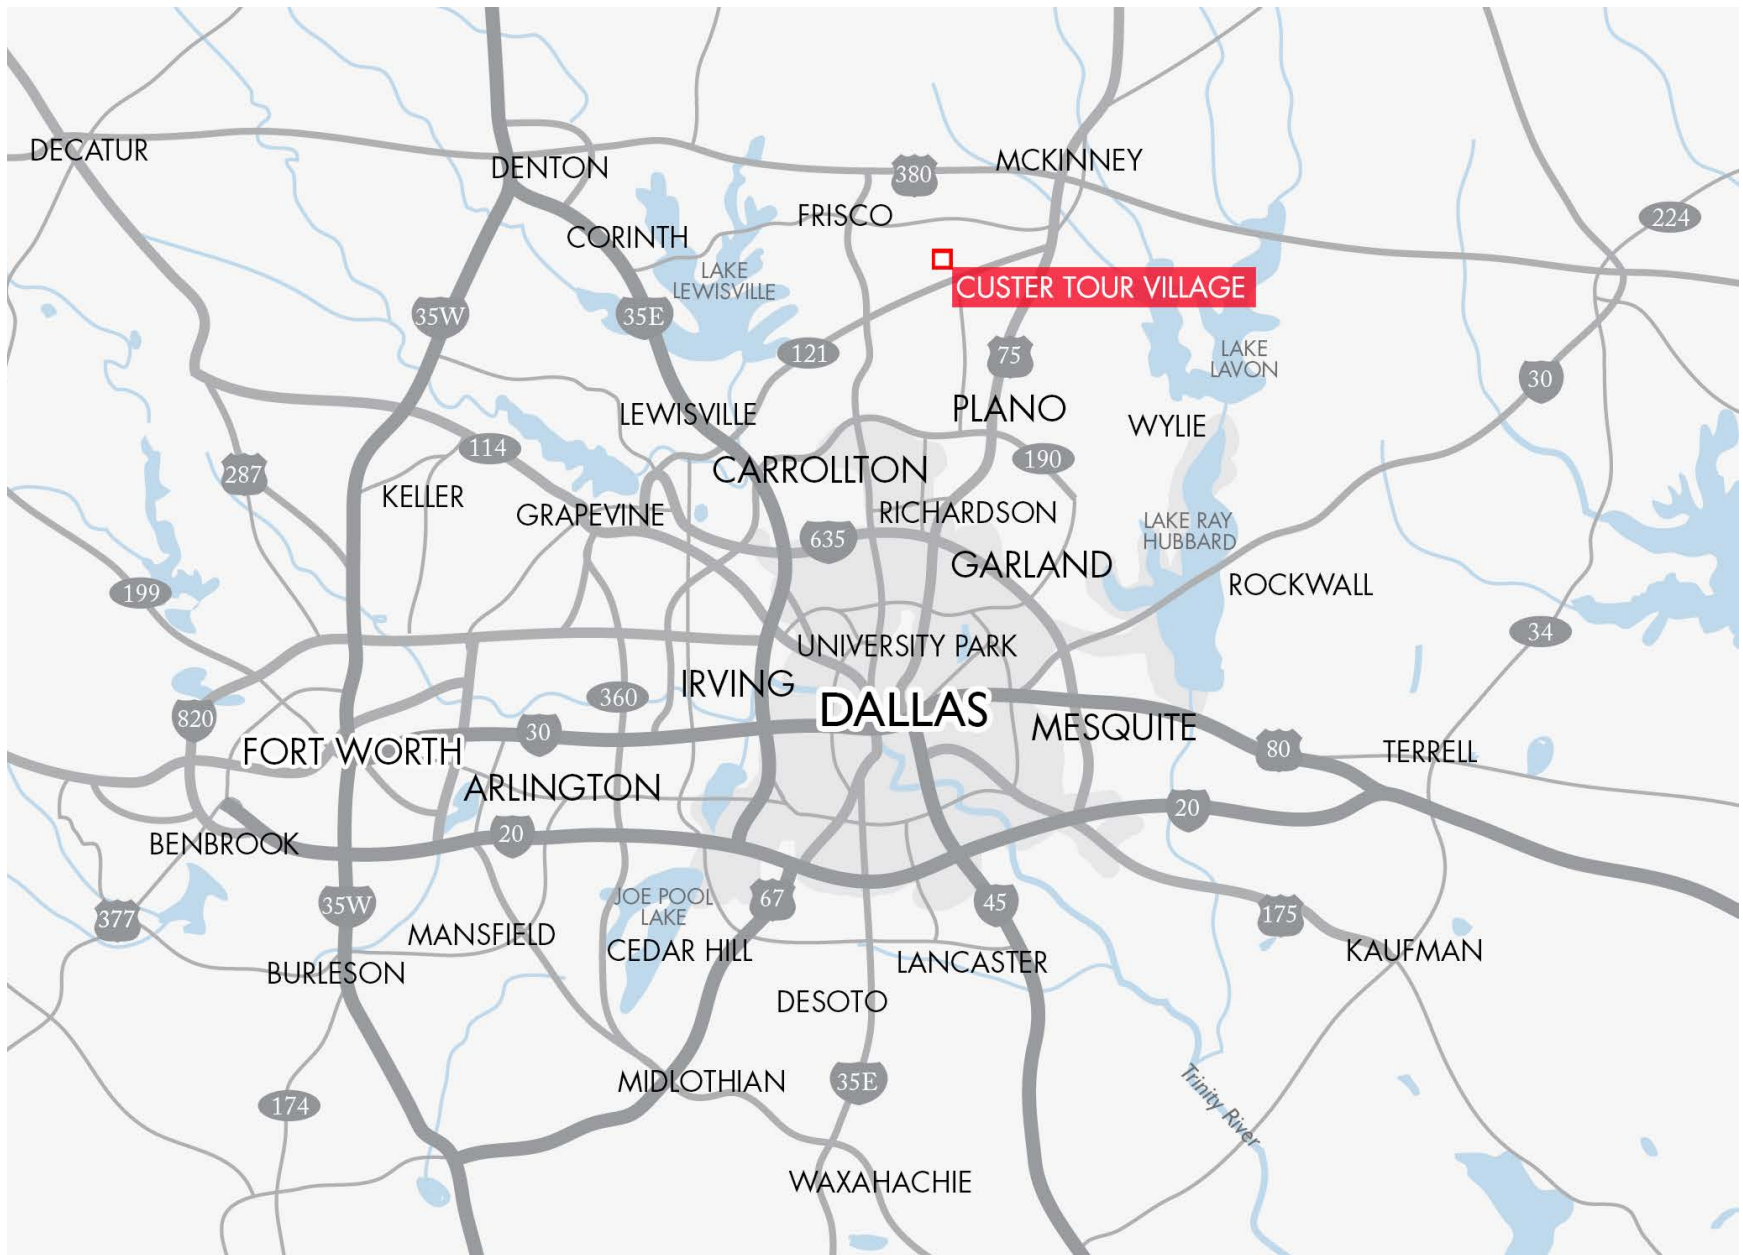 DECATUR
DENTON
MCKINNEY
380
FRISCO
224
CORINTH
LAKE
LEWISVILLE
CUSTER TOUR VILLAGE
35W
35E
121
75
LAKE
LAVON
30
LEWISVILLE
PLANO
WYLIE
114
CARROLLTON
190
287
KELLER
GRAPEVINE
RICHARDSON
LAKE RAY
HUBBARD
635
GARLAND
199
ROCKWALL
34
UNIVERSITY PARK
IRVING
360
DALLAS
820
30
MESQUITE
FORT WORTH
80
TERRELL
ARLINGTON
20
20
BENBROOK
JOE POOL
LAKE
67
45
35W
377
175
MANSFIELD
CEDAR HILL
LANCASTER
KAUFMAN
BURLESON
DESOTO
MIDLOTHIAN
35E
174
Trinity River
WAXAHACHIE